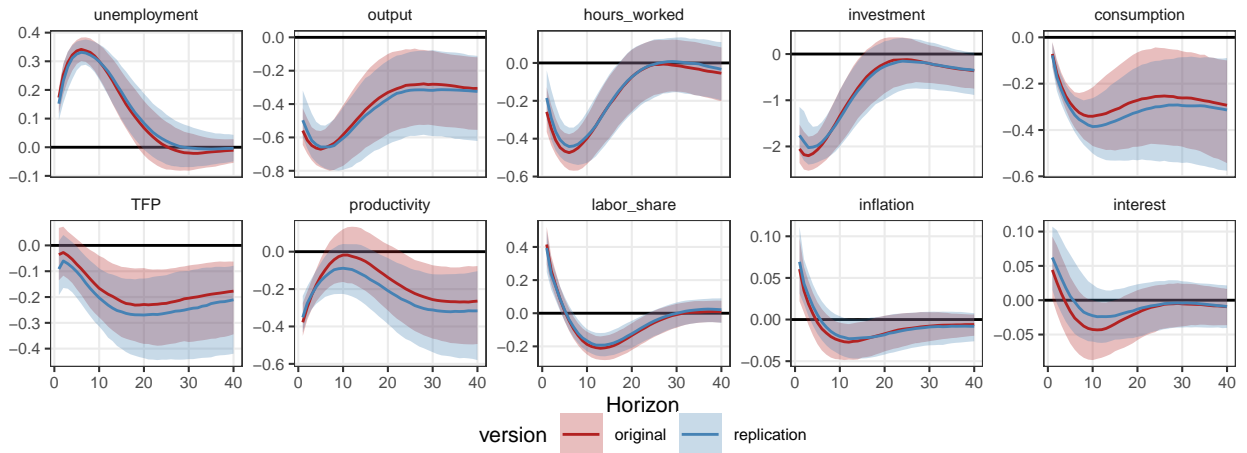 unemployment output hours_worked investment consumption
0.4 0.0 0.0 0 0.0
0.3 −0.2 −0.2 −1 −0.2
0.2 −0.4 −0.4 −2 −0.4
0.1 −0.6 −0.6 −0.6
0.0 −0.8
−0.1
TFP productivity labor_share inflation interest
0.0 0.0 0.4 0.10 0.10
−0.1 −0.2 0.2 0.05 0.05
−0.2 −0.4 0.0 0.00 0.00
−0.3 −0.6 −0.2 −0.05 −0.05
−0.4
0 10 20 30 40 0 10 20 30 40 0 10 20 30 40 0 10 20 30 40 0 10 20 30 40
Horizon
version original replication